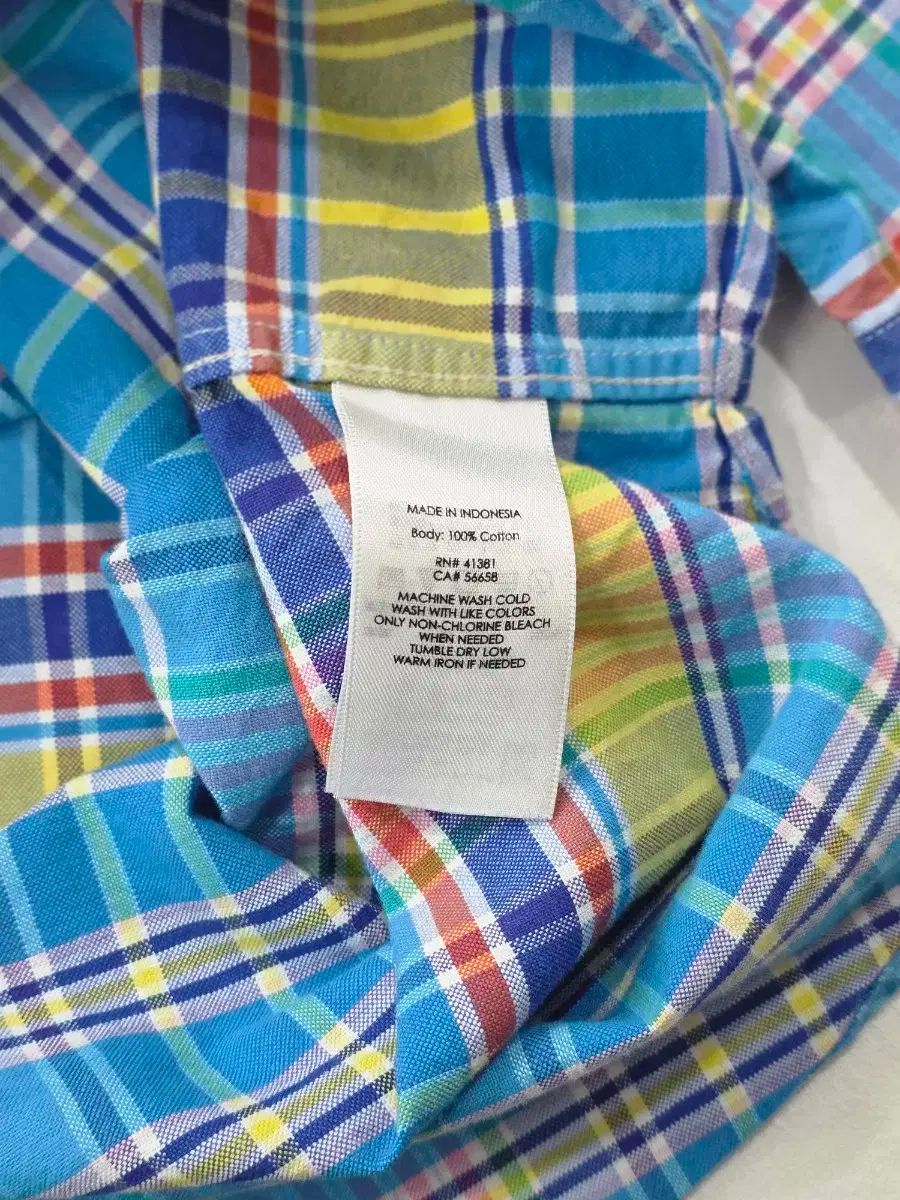 MADE IN INDONESIA
Body: 100% Cotton
RN# 41381
CA# 56658
MACHINE WASH COLD
WASH WITH LIKE COLORS
ONLY NON-CHLORINE BLEACH
WHEN NEEDED
TUMBLE DRY LOW
WARM IRON IF NEEDED